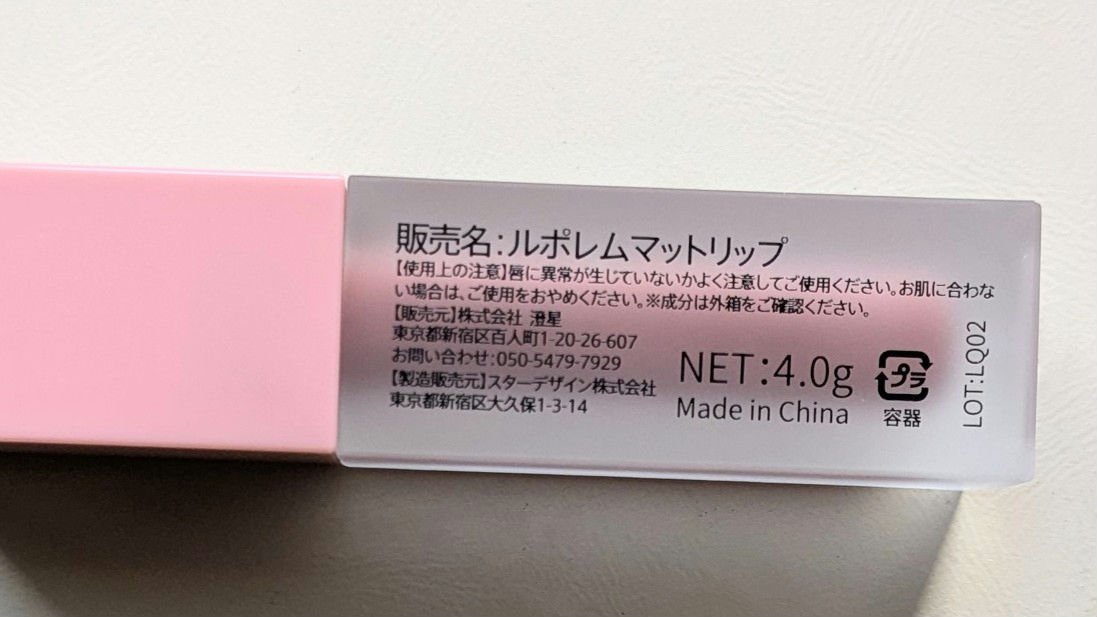 販売名:ルポレムマットリップ
【使用上の注意】唇に異常が生じていないかよく注意してご使用ください。お肌に合わな
い場合は、ご使用をおやめください。※成分は外箱をご確認ください。
【販売元】株式会社 澄星
東京都新宿区百人町1-20-26-607
お問い合わせ:050-5479-7929
【製造販売元】スターデザイン株式会社
東京都新宿区大久保1-3-14
NET:4.0g
Made in China
プラ
容器
LOT:LQ02